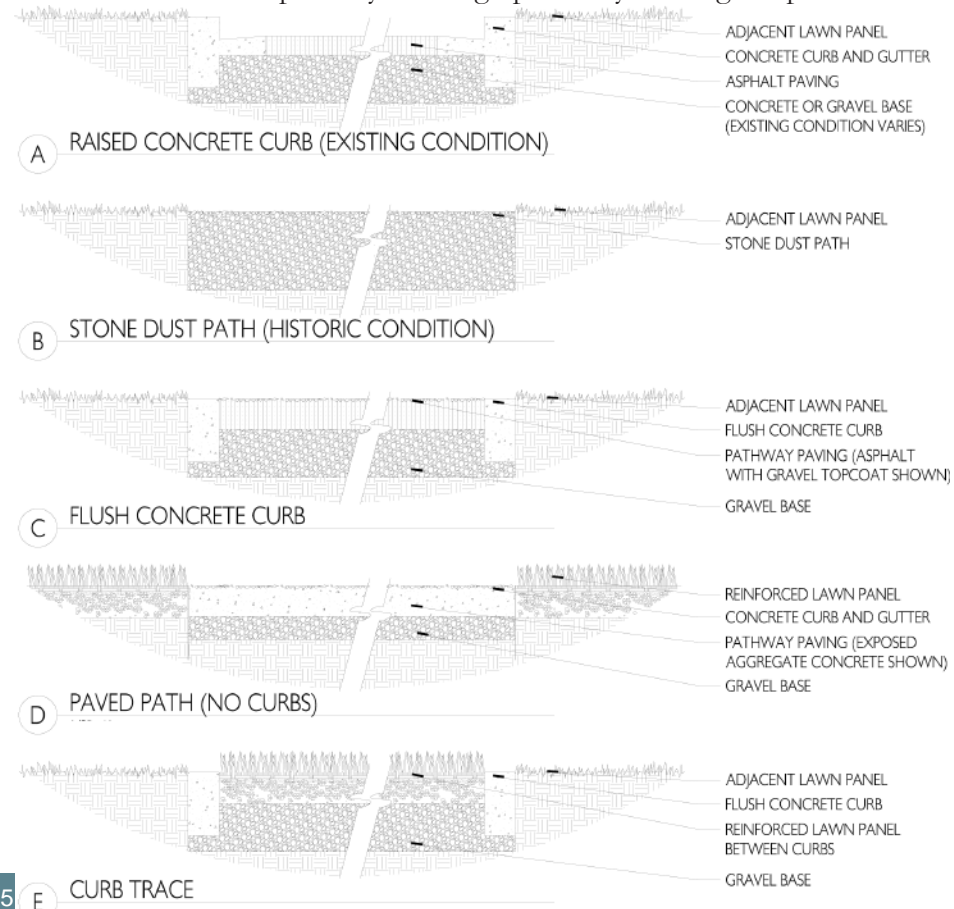 ADJACENT LAWN PANEL
CONCRETE CURB AND GUTTER
ASPHALT PAVING
CONCRETE OR GRAVEL BASE
(EXISTING CONDITION VARIES)
A RAISED CONCRETE CURB (EXISTING CONDITION)
ADJACENT LAWN PANEL
STONE DUST PATH
B STONE DUST PATH (HISTORIC CONDITION)
ADJACENT LAWN PANEL
FLUSH CONCRETE CURB
PATHWAY PAVING (ASPHALT
WITH GRAVEL TOPCOAT SHOWN)
GRAVEL BASE
C FLUSH CONCRETE CURB
REINFORCED LAWN PANEL
CONCRETE CURB AND GUTTER
PATHWAY PAVING (EXPOSED
AGGREGATE CONCRETE SHOWN)
GRAVEL BASE
D PAVED PATH (NO CURBS)
ADJACENT LAWN PANEL
FLUSH CONCRETE CURB
REINFORCED LAWN PANEL
BETWEEN CURBS
GRAVEL BASE
5
E CURB TRACE